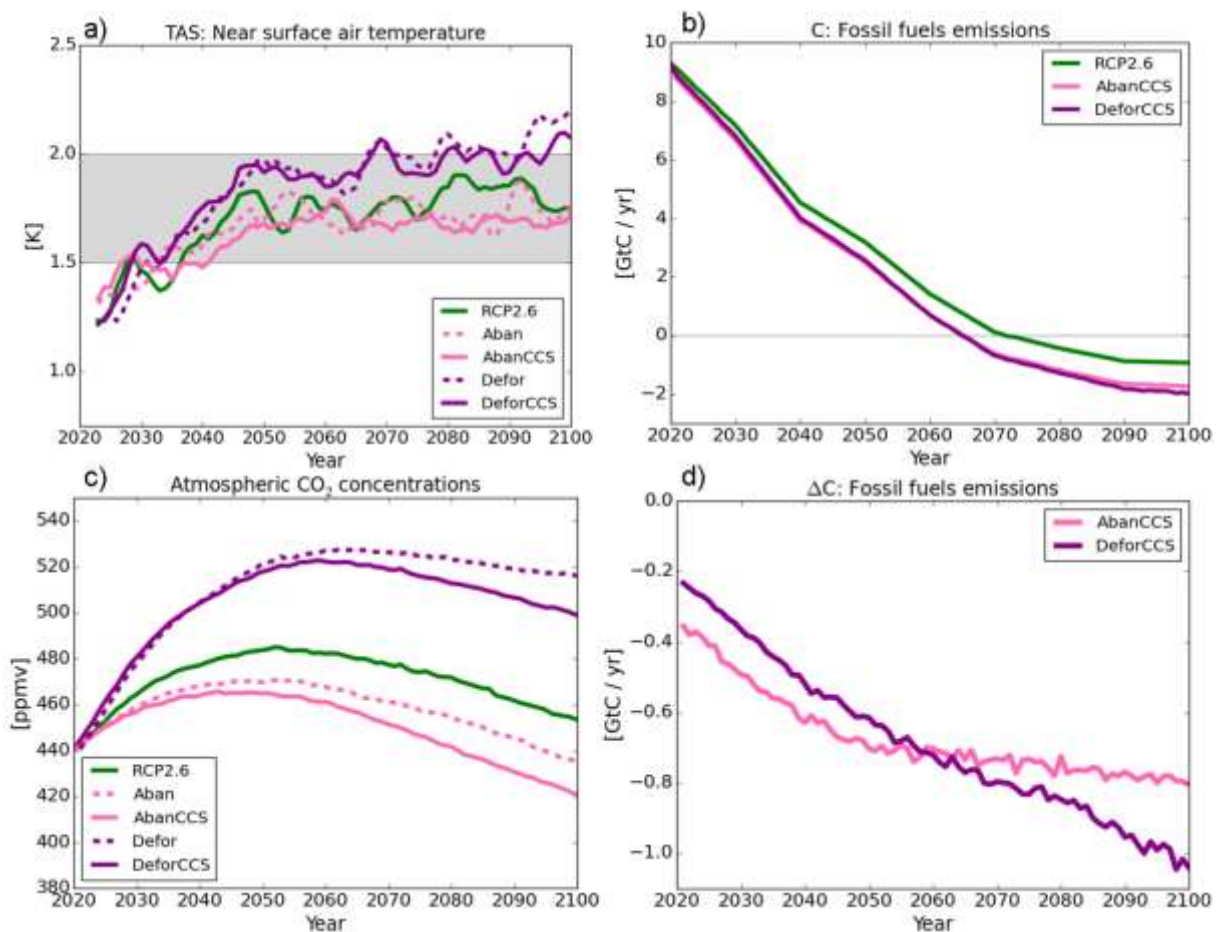 a)
TAS: Near surface air temperature
2.5
2.0
1.5
1.0
[K]
RCP2.6
Aban
AbanCCS
Defor
DeforCCS
2020 2030 2040 2050 2060 2070 2080 2090 2100
Year
b)
C: Fossil fuels emissions
10
8
6
4
2
0
−2
[GtC / yr]
RCP2.6
AbanCCS
DeforCCS
2020 2030 2040 2050 2060 2070 2080 2090 2100
Year
c)
Atmospheric CO₂ concentrations
540
520
500
480
460
440
420
400
380
[ppmv]
RCP2.6
Aban
AbanCCS
Defor
DeforCCS
2020 2030 2040 2050 2060 2070 2080 2090 2100
Year
d)
ΔC: Fossil fuels emissions
0.0
−0.2
−0.4
−0.6
−0.8
−1.0
[GtC / yr]
AbanCCS
DeforCCS
2020 2030 2040 2050 2060 2070 2080 2090 2100
Year